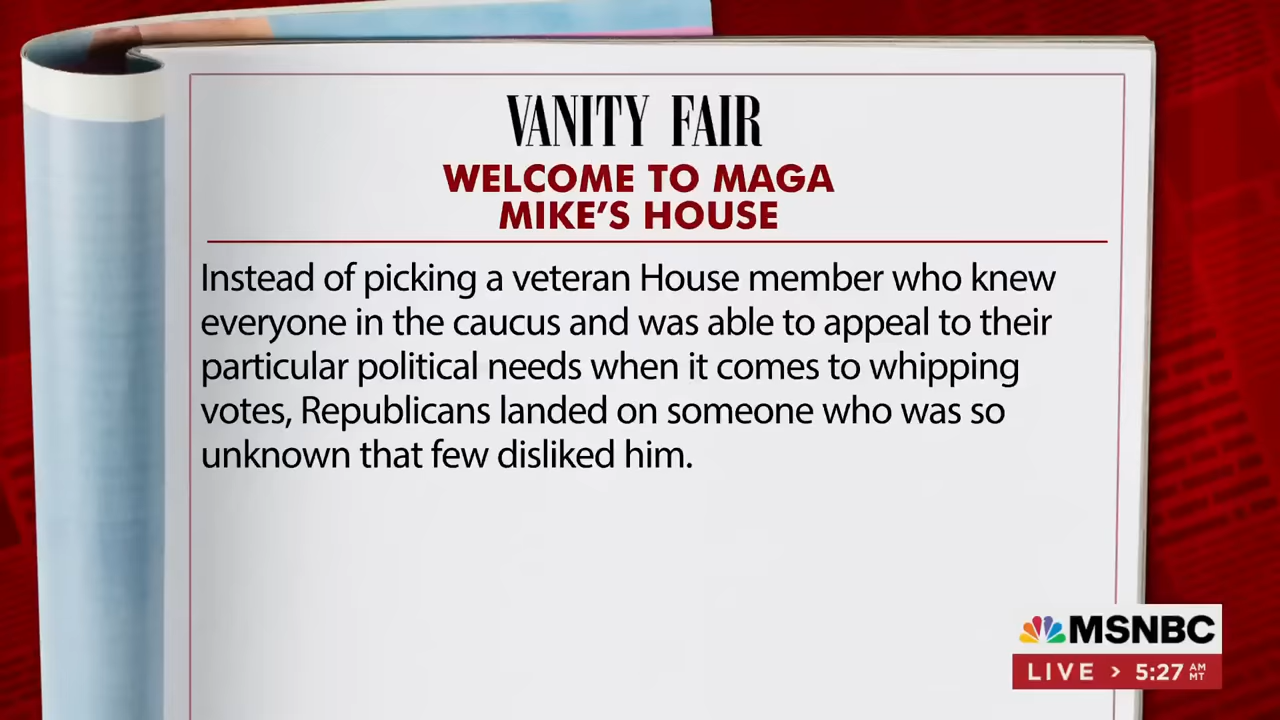 VANITY FAIR
WELCOME TO MAGA
MIKE'S HOUSE
Instead of picking a veteran House member who knew
everyone in the caucus and was able to appeal to their
particular political needs when it comes to whipping
votes, Republicans landed on someone who was so
unknown that few disliked him.
MSNBC
LIVE > 5:27 AM MT